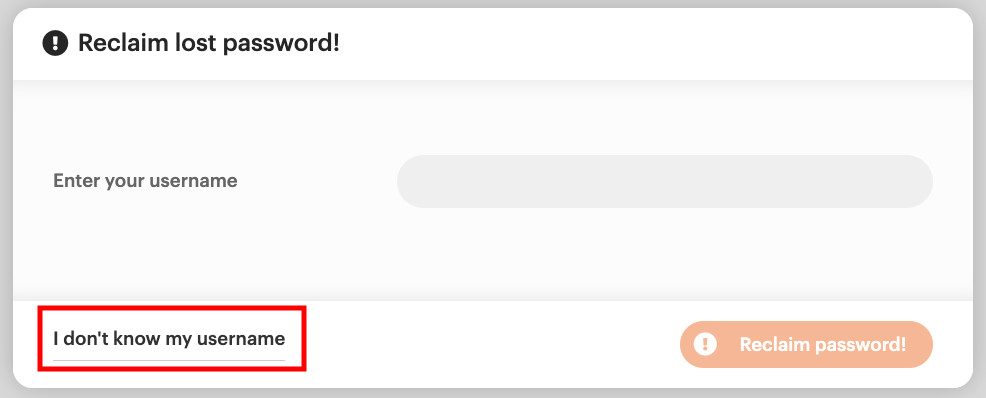 Reclaim lost password!
Enter your username
I don't know my username
Reclaim password!